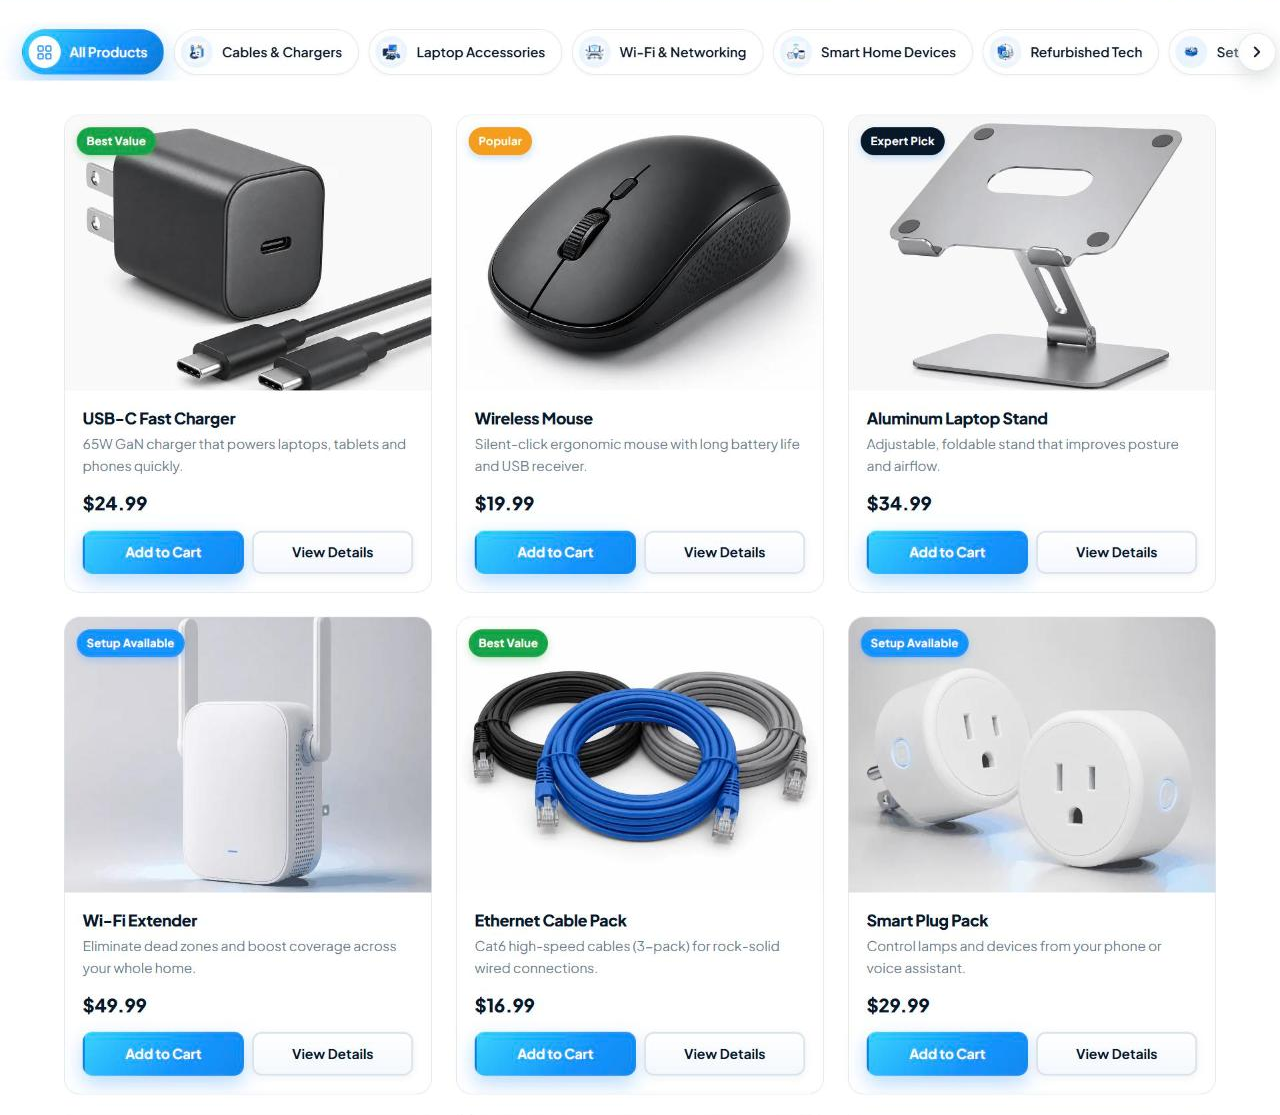 All Products
Cables & Chargers
Laptop Accessories
Wi-Fi & Networking
Smart Home Devices
Refurbished Tech
Set
Best Value
Popular
Expert Pick
USB-C Fast Charger
65W GaN charger that powers laptops, tablets and
phones quickly.
$24.99
Add to Cart
View Details
Wireless Mouse
Silent-click ergonomic mouse with long battery life
and USB receiver.
$19.99
Add to Cart
View Details
Aluminum Laptop Stand
Adjustable, foldable stand that improves posture
and airflow.
$34.99
Add to Cart
View Details
Setup Available
Best Value
Setup Available
Wi-Fi Extender
Eliminate dead zones and boost coverage across
your whole home.
$49.99
Add to Cart
View Details
Ethernet Cable Pack
Cat6 high-speed cables (3-pack) for rock-solid
wired connections.
$16.99
Add to Cart
View Details
Smart Plug Pack
Control lamps and devices from your phone or
voice assistant.
$29.99
Add to Cart
View Details